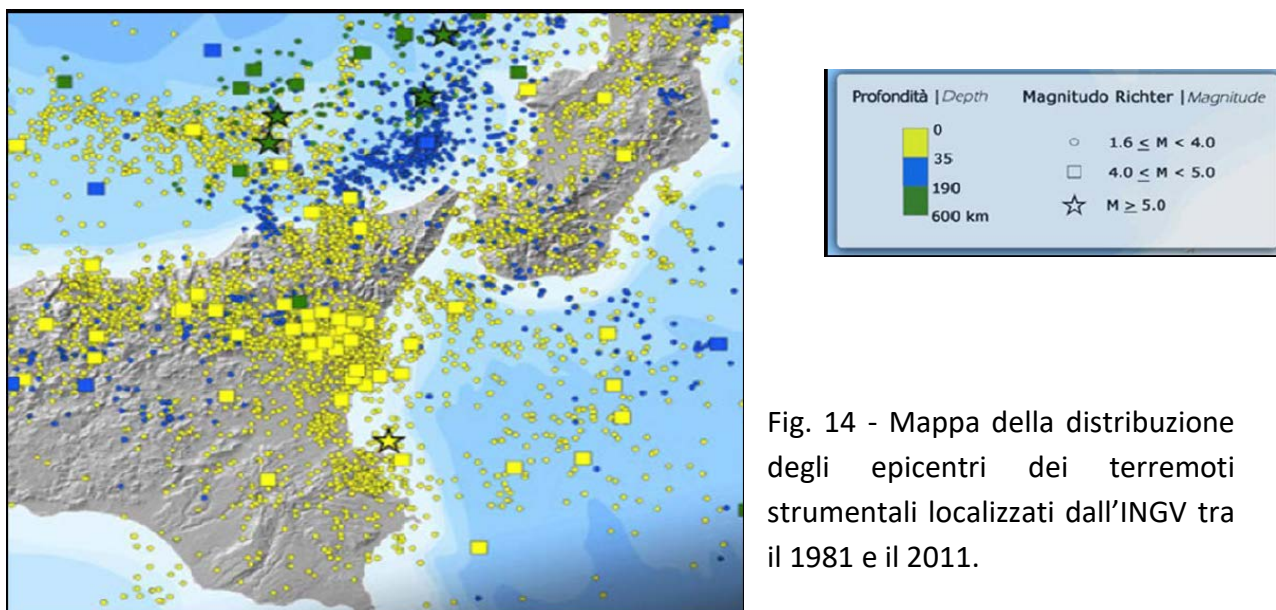 Profondità | Depth
Magnitudo Richter | Magnitude
0
35
190
600 km
1.6 ≤ M < 4.0
4.0 ≤ M < 5.0
M ≥ 5.0
Fig. 14 - Mappa della distribuzione
degli epicentri dei terremoti
strumentali localizzati dall’INGV tra
il 1981 e il 2011.